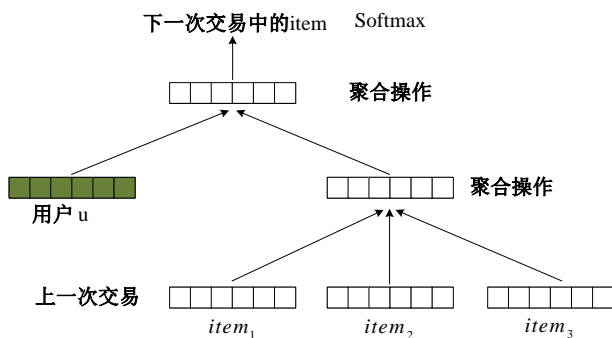 下一次交易中的item Softmax
聚合操作
聚合操作
用户 u
上一次交易
item₁ item₂ item₃